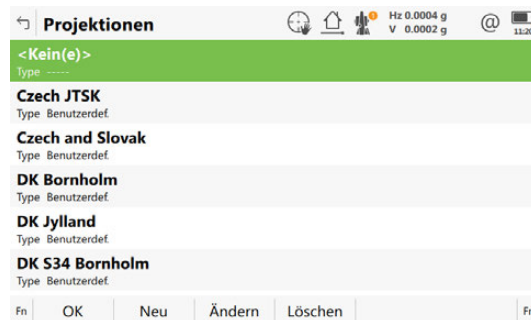 Projektionen
Hz 0.0004 g
V 0.0002 g
@
11:20
<Kein(e)>
Type -----
Czech JTSK
Type Benutzerdef.
Czech and Slovak
Type Benutzerdef.
DK Bornholm
Type Benutzerdef.
DK Jylland
Type Benutzerdef.
DK S34 Bornholm
Type Benutzerdef.
Fn OK Neu Ändern Löschen